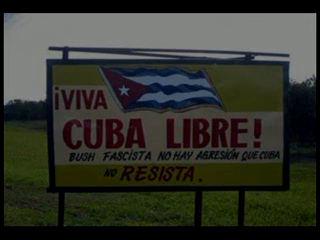 ¡VIVA
CUBA LIBRE!
BUSH FASCISTA NO HAY AGRESIÓN QUE CUBA
NO RESISTA.